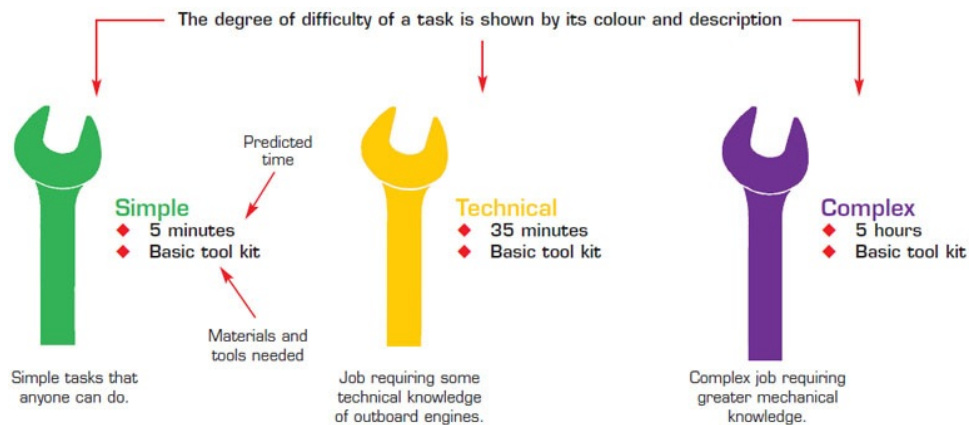 The degree of difficulty of a task is shown by its colour and description
Predicted
time
Simple
5 minutes
Basic tool kit
Materials and
tools needed
Simple tasks that
anyone can do.
Technical
35 minutes
Basic tool kit
Job requiring some
technical knowledge
of outboard engines.
Complex
5 hours
Basic tool kit
Complex job requiring
greater mechanical
knowledge.